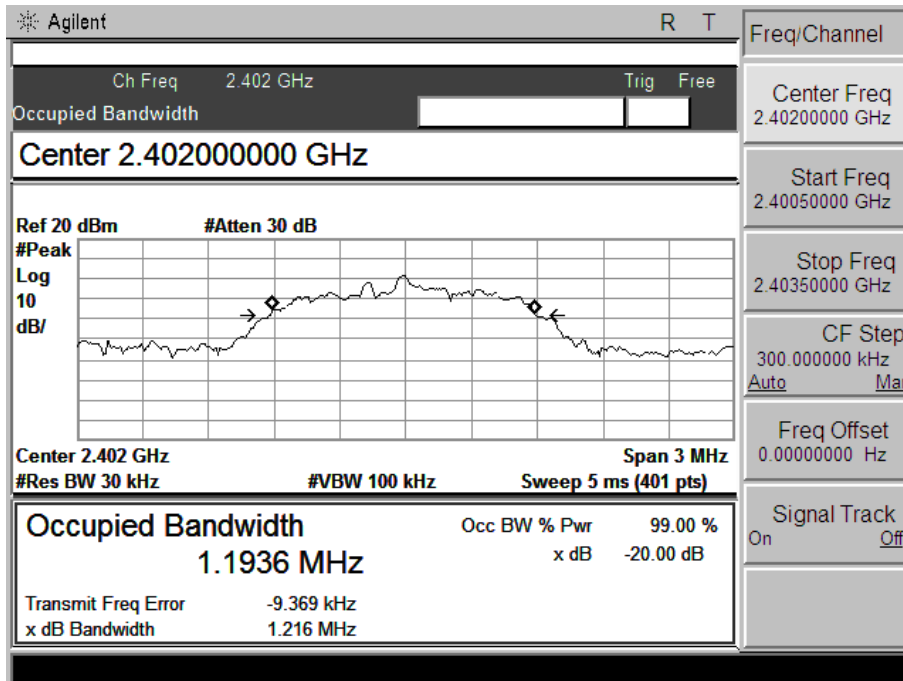 Agilent R T
Ch Freq 2.402 GHz Trig Free
Occupied Bandwidth
Center 2.402000000 GHz
Ref 20 dBm #Atten 30 dB
#Peak
Log
10
dB/
Center 2.402 GHz Span 3 MHz
#Res BW 30 kHz #VBW 100 kHz Sweep 5 ms (401 pts)
Occupied Bandwidth Occ BW % Pwr 99.00 %
1.1936 MHz x dB -20.00 dB
Transmit Freq Error -9.369 kHz
x dB Bandwidth 1.216 MHz
Freq/Channel
Center Freq
2.40200000 GHz
Start Freq
2.40050000 GHz
Stop Freq
2.40350000 GHz
CF Step
300.000000 kHz
Auto Ma
Freq Offset
0.00000000 Hz
Signal Track
On Off